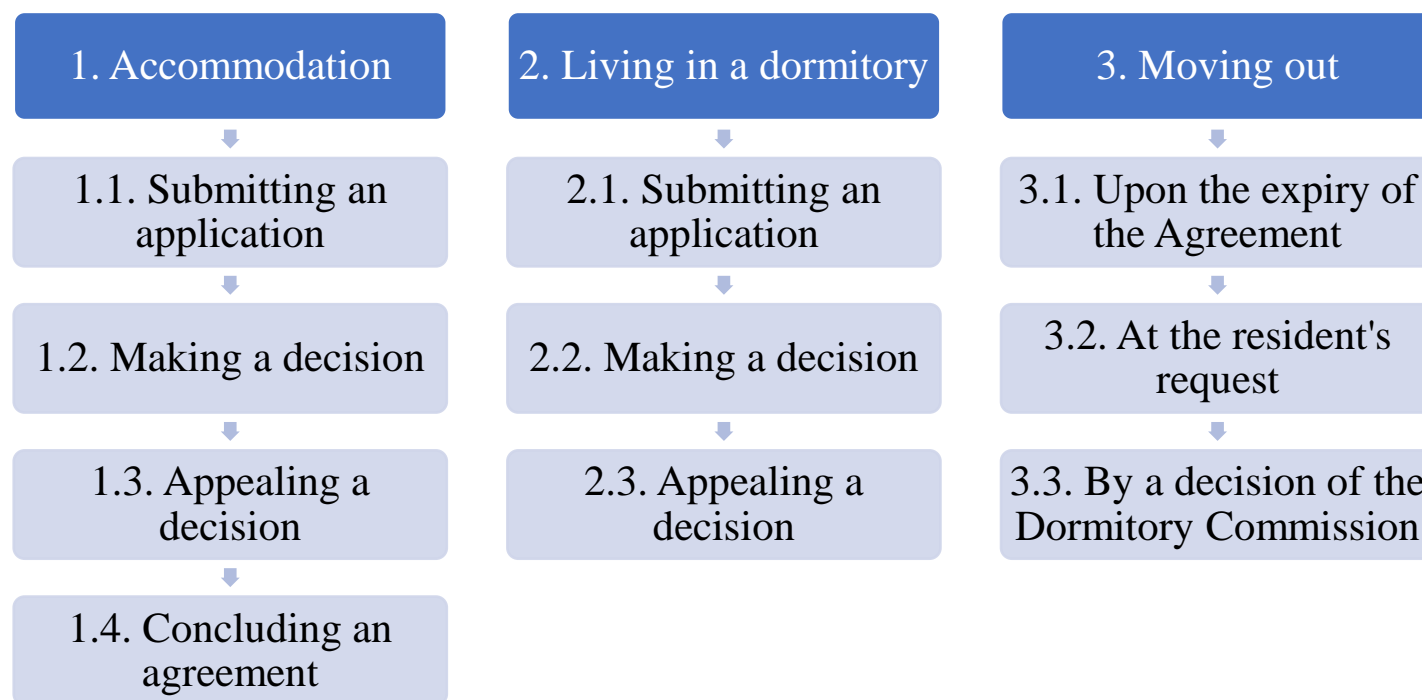 1. Accommodation
1.1. Submitting an
application
1.2. Making a decision
1.3. Appealing a
decision
1.4. Concluding an
agreement
2. Living in a dormitory
2.1. Submitting an
application
2.2. Making a decision
2.3. Appealing a
decision
3. Moving out
3.1. Upon the expiry of
the Agreement
3.2. At the resident's
request
3.3. By a decision of the
Dormitory Commission